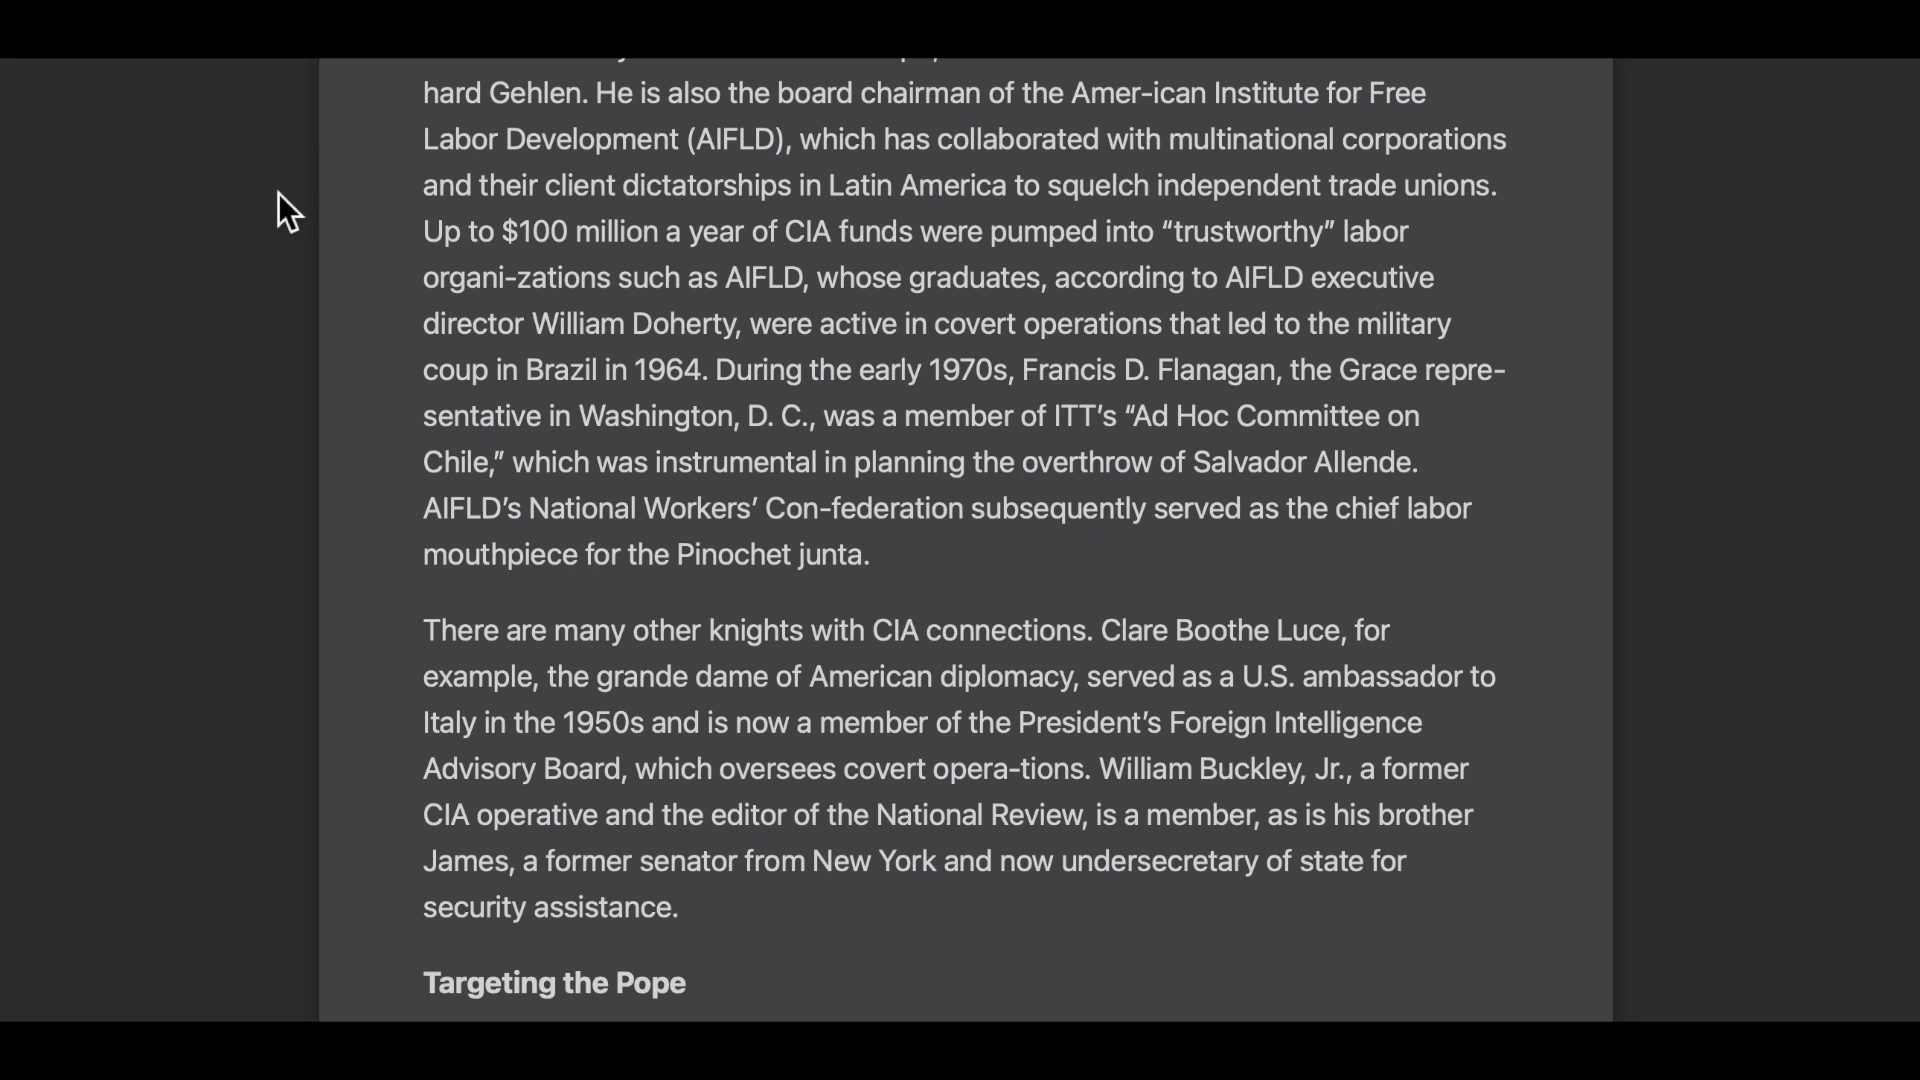 hard Gehlen. He is also the board chairman of the Amer-ican Institute for Free
Labor Development (AIFLD), which has collaborated with multinational corporations
and their client dictatorships in Latin America to squelch independent trade unions.
Up to $100 million a year of CIA funds were pumped into “trustworthy” labor
organi-zations such as AIFLD, whose graduates, according to AIFLD executive
director William Doherty, were active in covert operations that led to the military
coup in Brazil in 1964. During the early 1970s, Francis D. Flanagan, the Grace repre-
sentative in Washington, D. C., was a member of ITT’s “Ad Hoc Committee on
Chile,” which was instrumental in planning the overthrow of Salvador Allende.
AIFLD’s National Workers’ Con-federation subsequently served as the chief labor
mouthpiece for the Pinochet junta.
There are many other knights with CIA connections. Clare Boothe Luce, for
example, the grande dame of American diplomacy, served as a U.S. ambassador to
Italy in the 1950s and is now a member of the President’s Foreign Intelligence
Advisory Board, which oversees covert opera-tions. William Buckley, Jr., a former
CIA operative and the editor of the National Review, is a member, as is his brother
James, a former senator from New York and now undersecretary of state for
security assistance.
Targeting the Pope